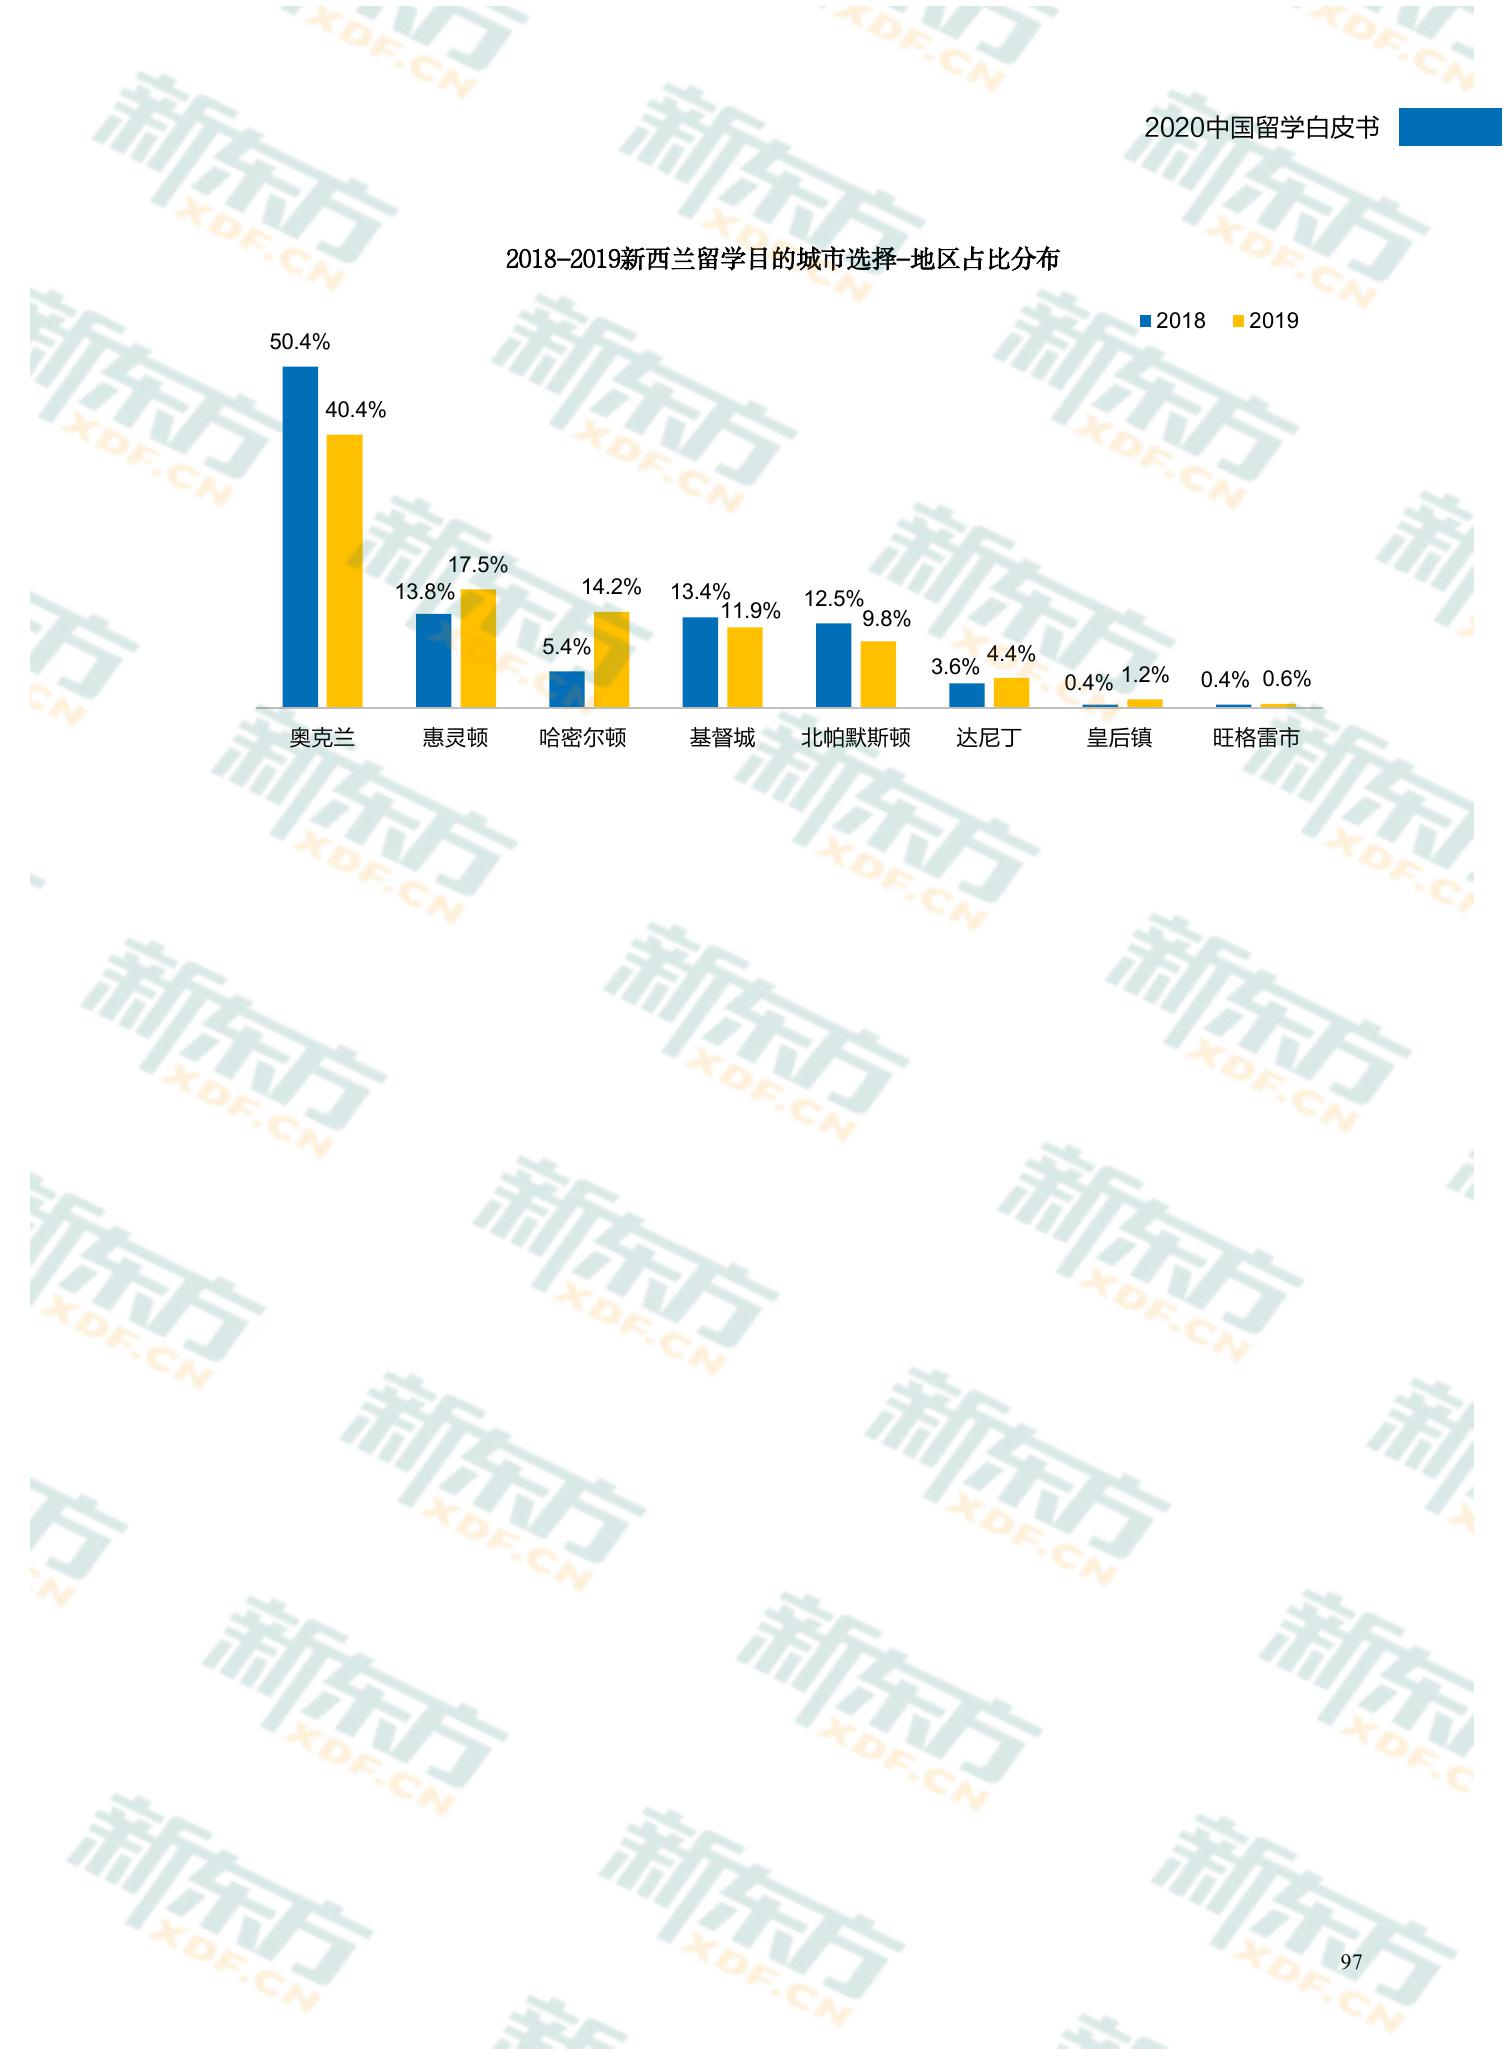 2020中国留学白皮书
2018-2019新西兰留学目的城市选择-地区占比分布
2018 2019
50.4% 40.4% 13.8% 17.5% 5.4% 14.2% 13.4% 11.9% 12.5% 9.8% 3.6% 4.4% 0.4% 1.2% 0.4% 0.6%
奥克兰 惠灵顿 哈密尔顿 基督城 北帕默斯顿 达尼丁 皇后镇 旺格雷市
新东方
XDF.CN
97